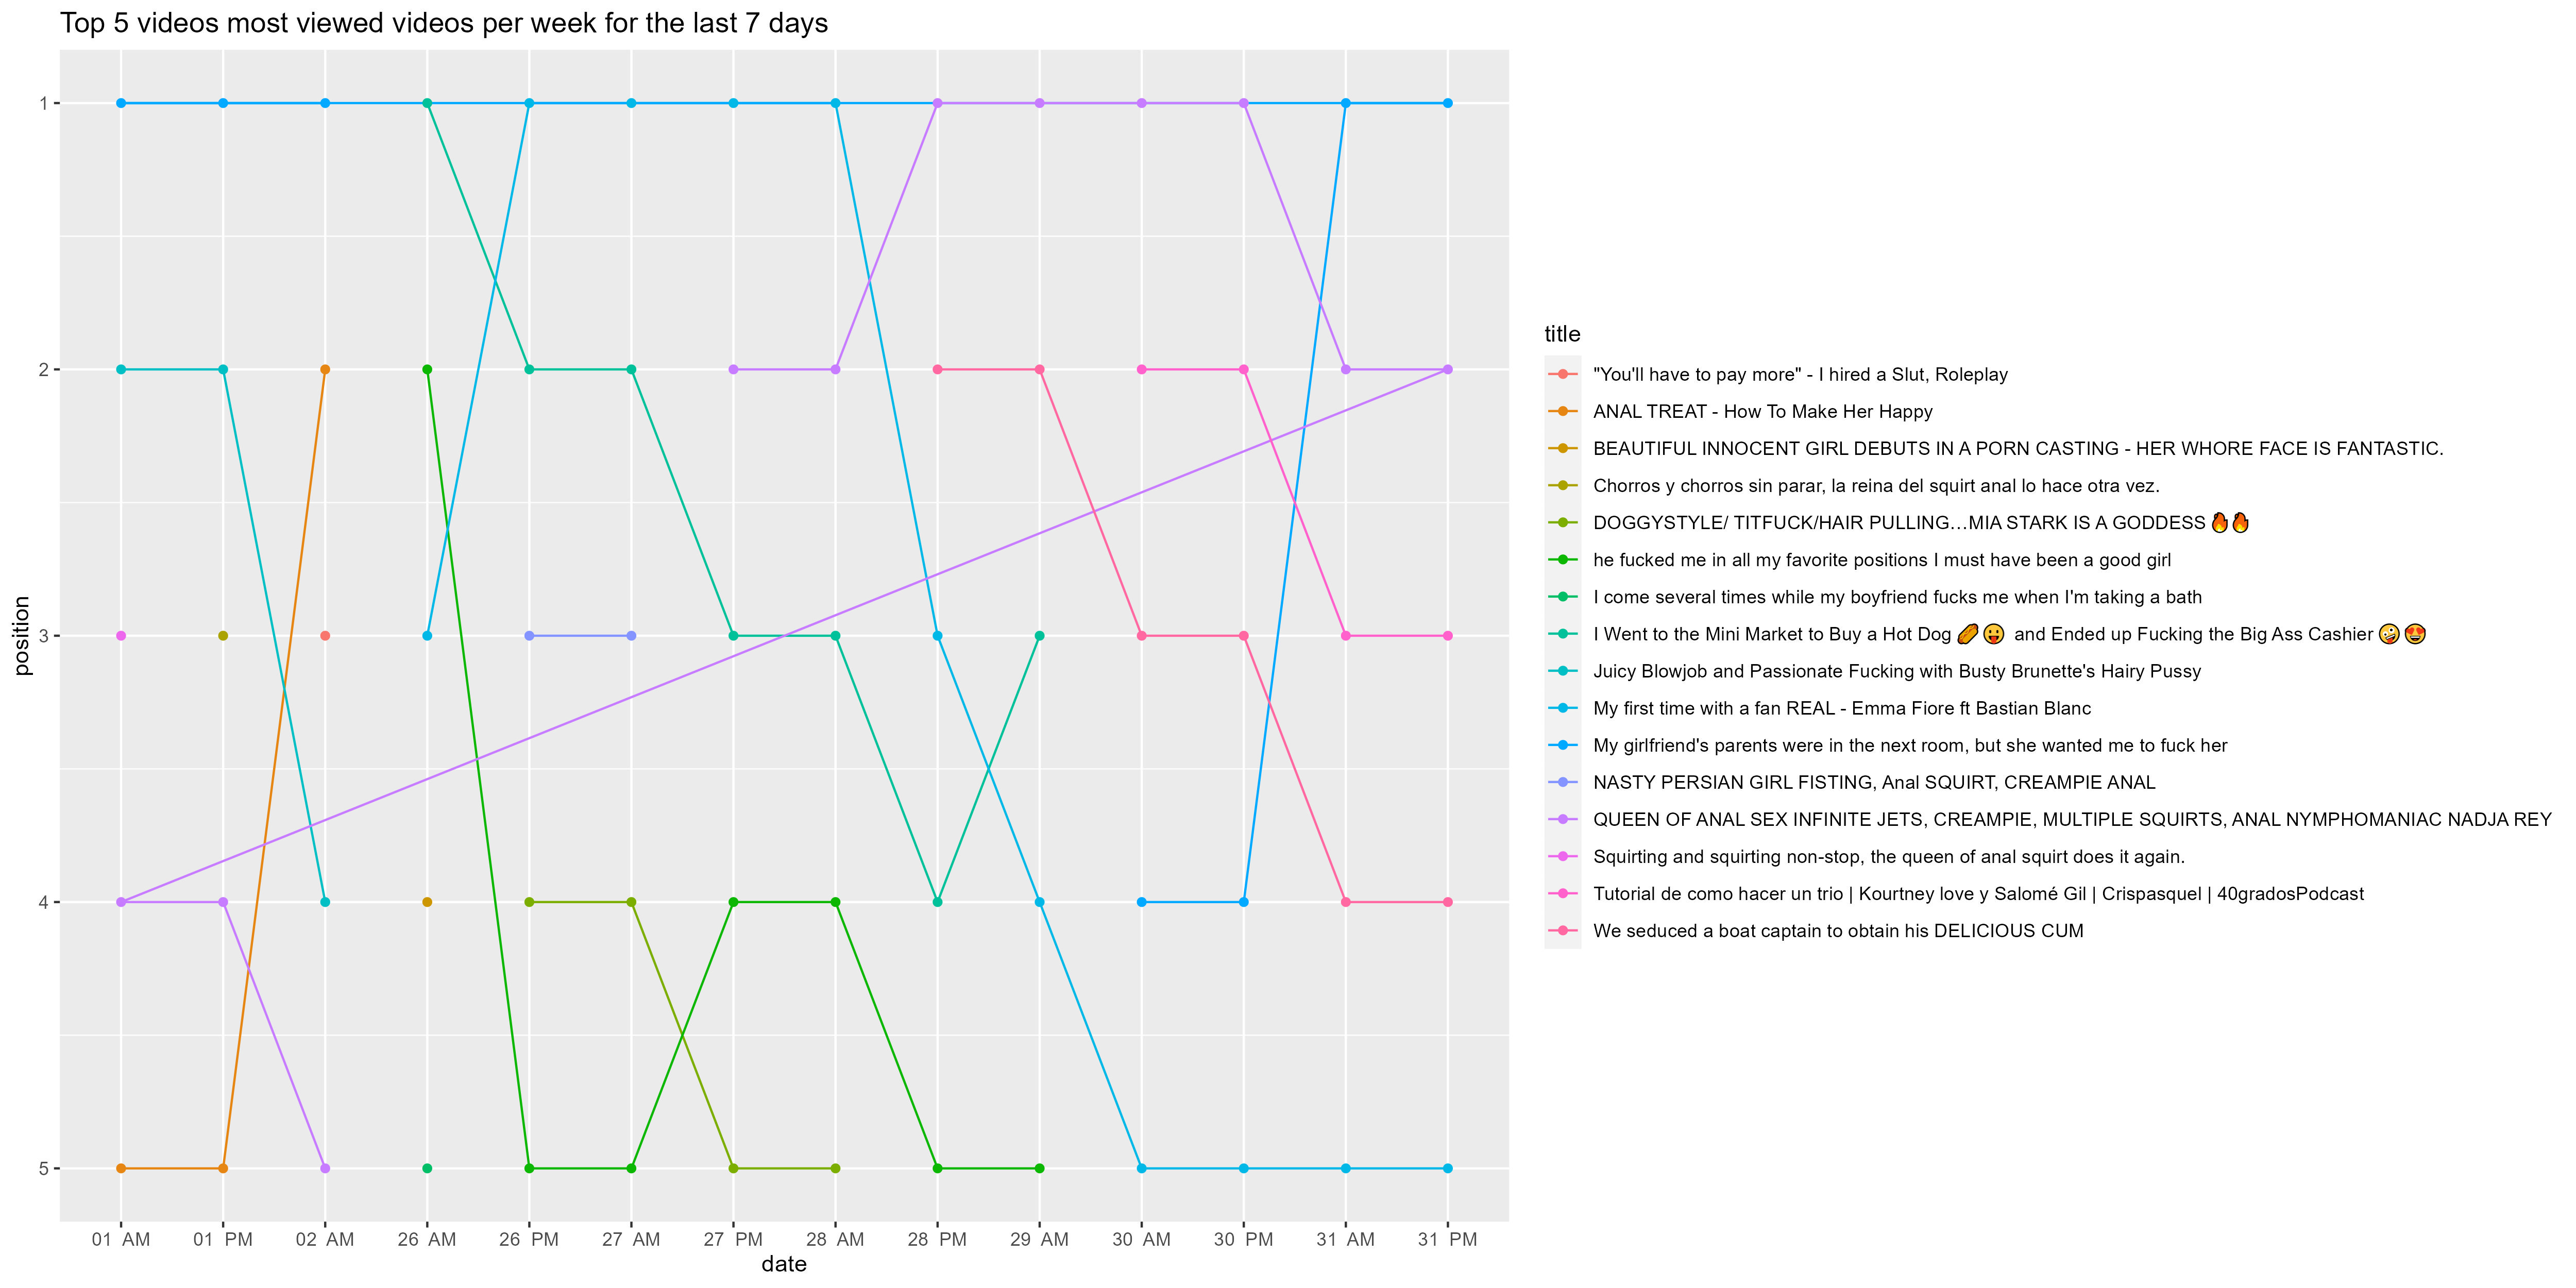 Top 5 videos most viewed videos per week for the last 7 days
position
1
2
3
4
5
01 AM 01 PM 02 AM 26 AM 26 PM 27 AM 27 PM 28 AM 28 PM 29 AM 30 AM 30 PM 31 AM 31 PM
date
title
"You'll have to pay more" - I hired a Slut, Roleplay
ANAL TREAT - How To Make Her Happy
BEAUTIFUL INNOCENT GIRL DEBUTS IN A PORN CASTING - HER WHORE FACE IS FANTASTIC.
Chorros y chorros sin parar, la reina del squirt anal lo hace otra vez.
DOGGYSTYLE/ TITFUCK/HAIR PULLING…MIA STARK IS A GODDESS 🔥🔥
he fucked me in all my favorite positions I must have been a good girl
I come several times while my boyfriend fucks me when I'm taking a bath
I Went to the Mini Market to Buy a Hot Dog 🌭😛 and Ended up Fucking the Big Ass Cashier 🤪😍
Juicy Blowjob and Passionate Fucking with Busty Brunette's Hairy Pussy
My first time with a fan REAL - Emma Fiore ft Bastian Blanc
My girlfriend's parents were in the next room, but she wanted me to fuck her
NASTY PERSIAN GIRL FISTING, Anal SQUIRT, CREAMPIE ANAL
QUEEN OF ANAL SEX INFINITE JETS, CREAMPIE, MULTIPLE SQUIRTS, ANAL NYMPHOMANIAC NADJA REY
Squirting and squirting non-stop, the queen of anal squirt does it again.
Tutorial de como hacer un trio | Kourtney love y Salomé Gil | Crispasquel | 40gradosPodcast
We seduced a boat captain to obtain his DELICIOUS CUM